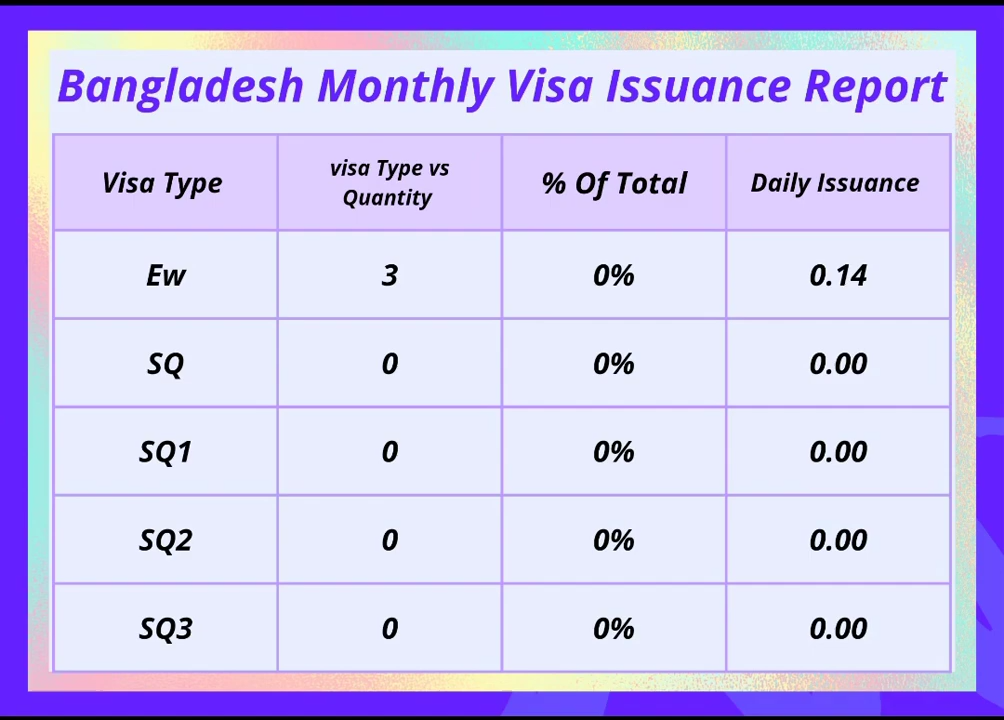 Bangladesh Monthly Visa Issuance Report
Visa Type
visa Type vs
Quantity
% Of Total
Daily Issuance
Ew 3 0% 0.14
SQ 0 0% 0.00
SQ1 0 0% 0.00
SQ2 0 0% 0.00
SQ3 0 0% 0.00